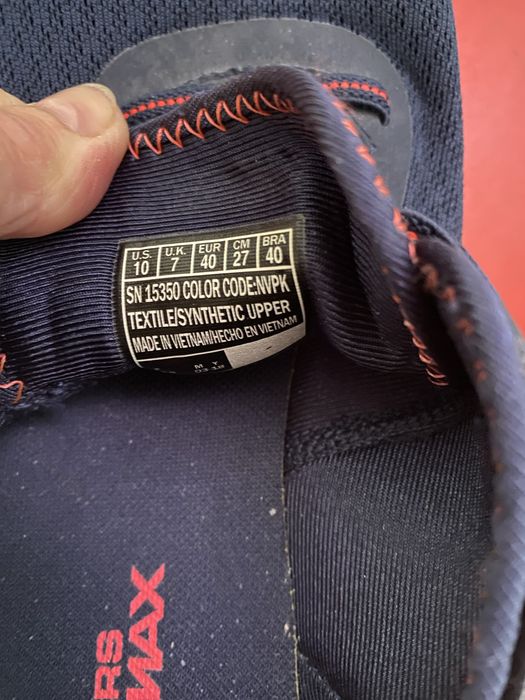 U.S. U.K. EUR CM BRA
10 7 40 27 40
SN 15350 COLOR CODE:NVPK
TEXTILE/SYNTHETIC UPPER
MADE IN VIETNAM/HECHO EN VIETNAM
M Y
RS
MAX